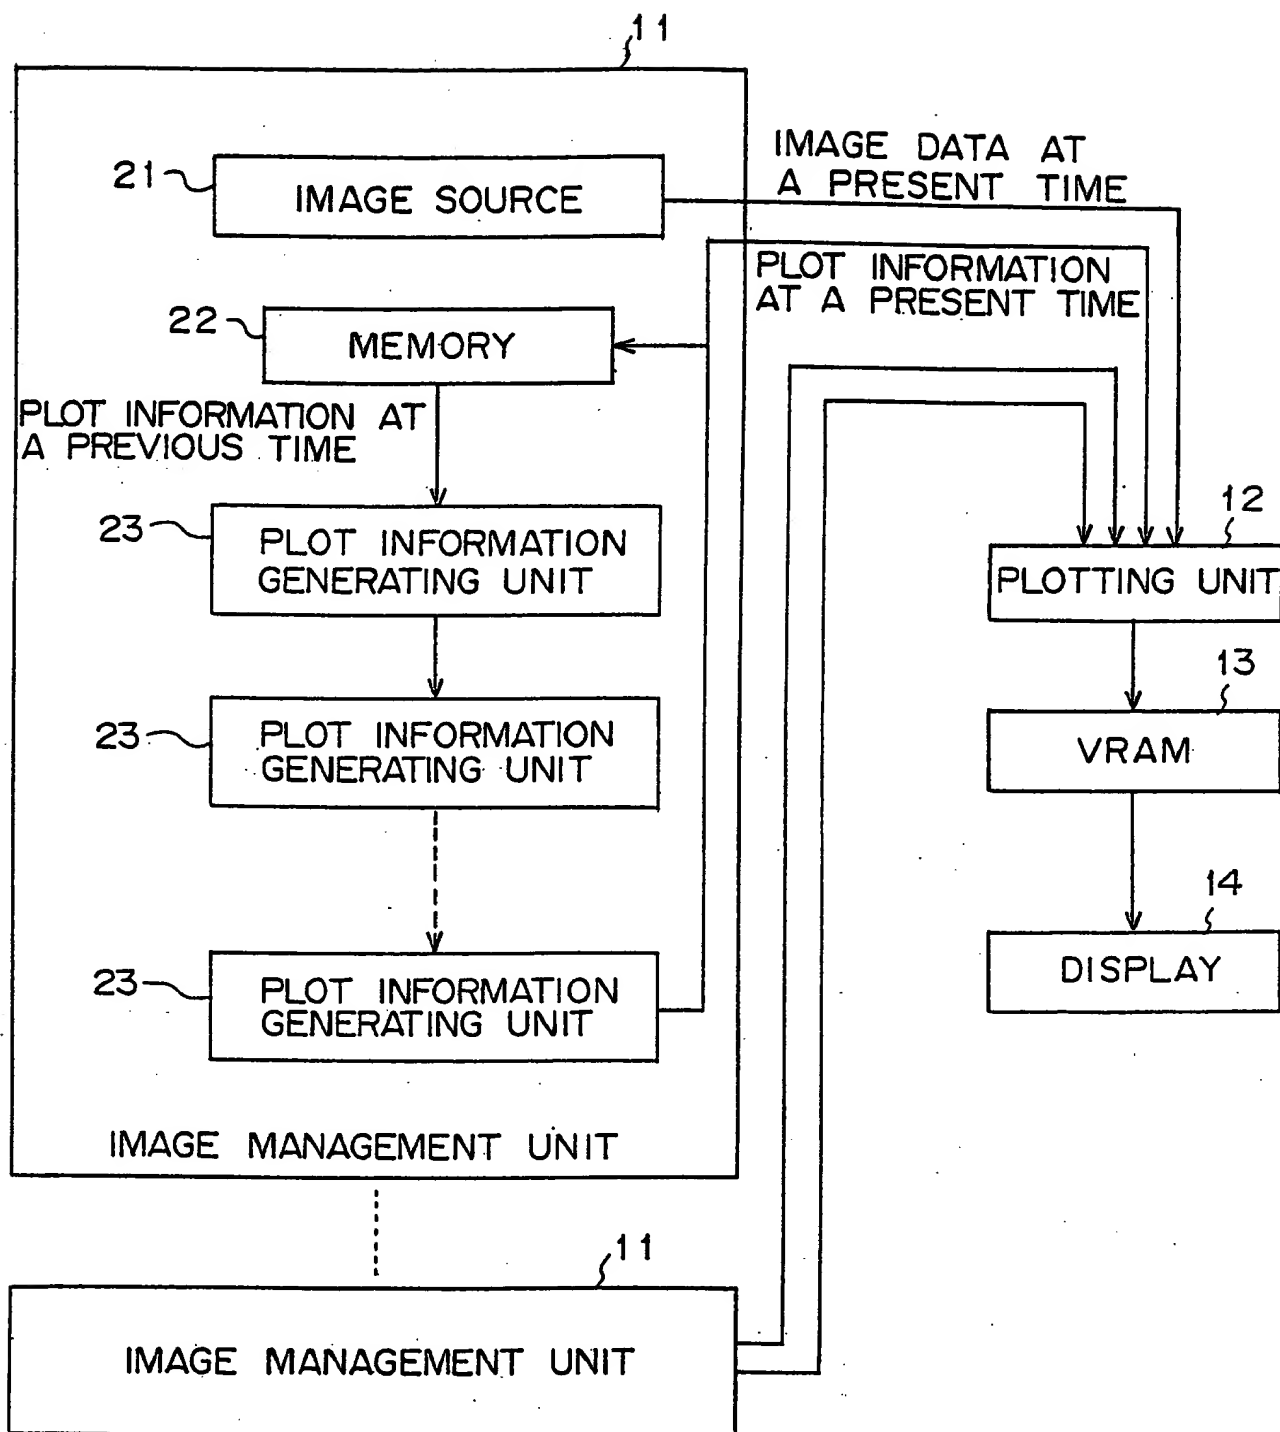 11
21
IMAGE SOURCE
IMAGE DATA AT
A PRESENT TIME
PLOT INFORMATION
AT A PRESENT TIME
22
MEMORY
PLOT INFORMATION AT
A PREVIOUS TIME
23
PLOT INFORMATION
GENERATING UNIT
12
PLOTTING UNIT
23
PLOT INFORMATION
GENERATING UNIT
13
VRAM
23
PLOT INFORMATION
GENERATING UNIT
14
DISPLAY
IMAGE MANAGEMENT UNIT
11
IMAGE MANAGEMENT UNIT